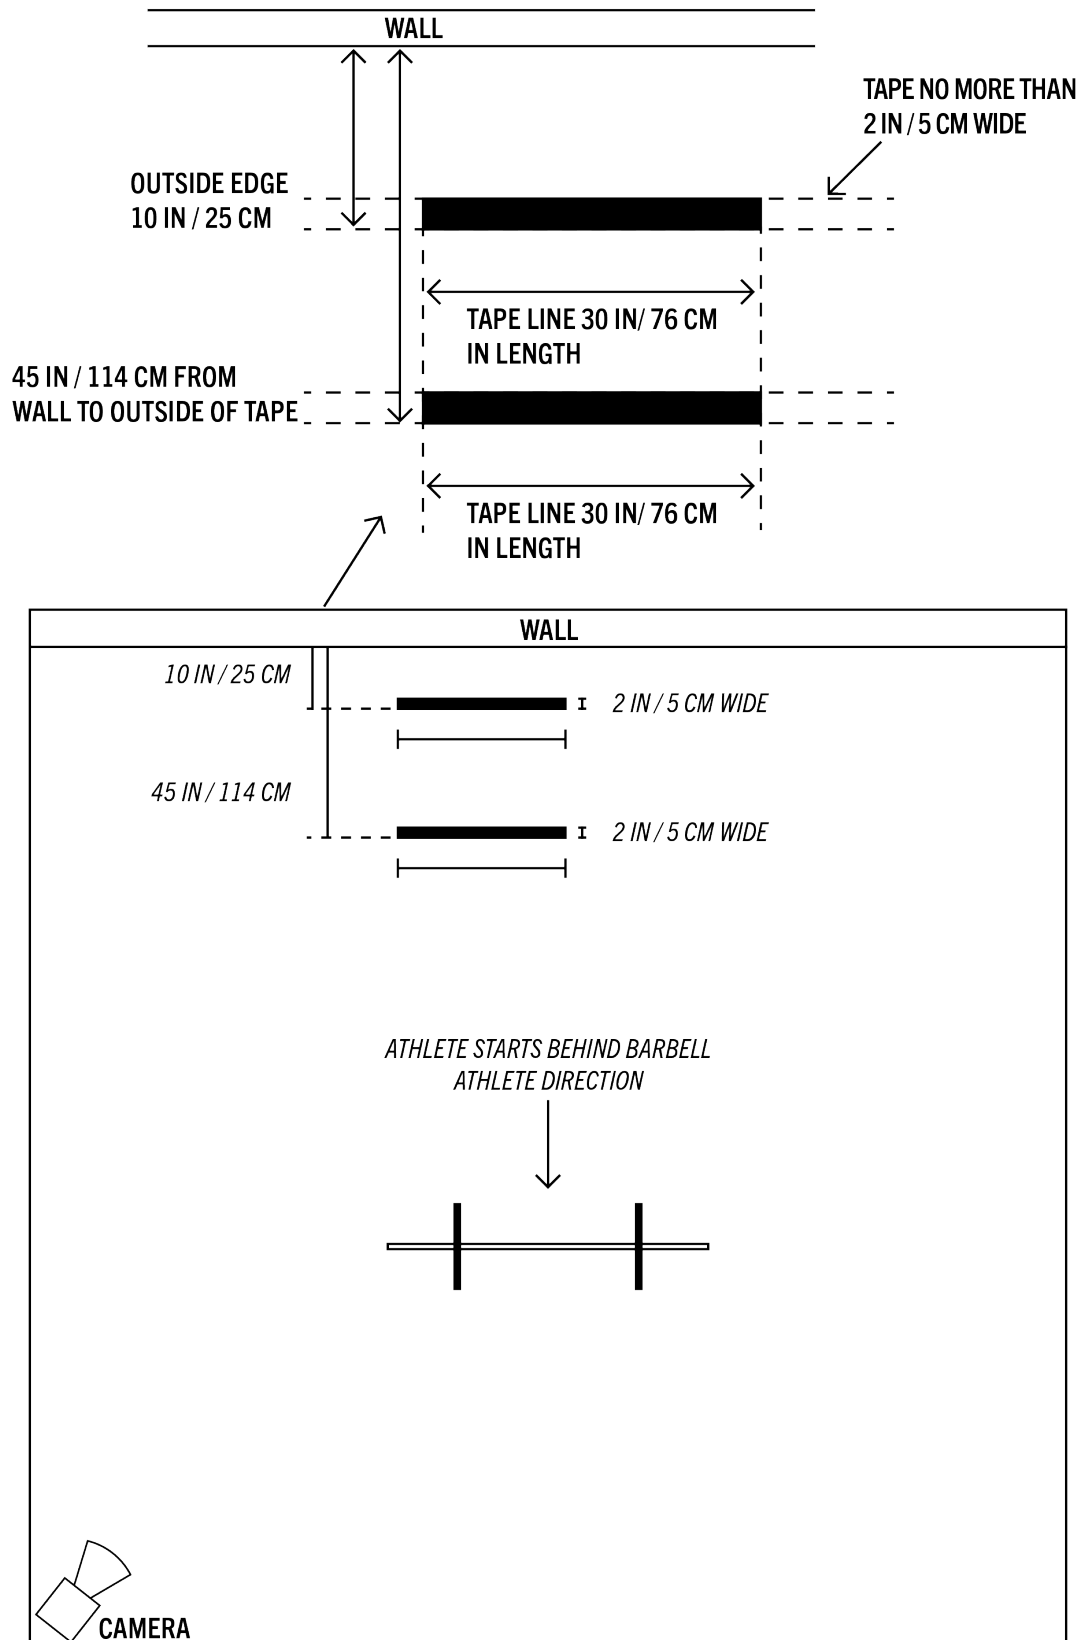 WALL
TAPE NO MORE THAN
2 IN / 5 CM WIDE
OUTSIDE EDGE
10 IN / 25 CM
TAPE LINE 30 IN/ 76 CM
IN LENGTH
45 IN / 114 CM FROM
WALL TO OUTSIDE OF TAPE
TAPE LINE 30 IN/ 76 CM
IN LENGTH
WALL
10 IN / 25 CM
2 IN / 5 CM WIDE
45 IN / 114 CM
2 IN / 5 CM WIDE
ATHLETE STARTS BEHIND BARBELL
ATHLETE DIRECTION
CAMERA